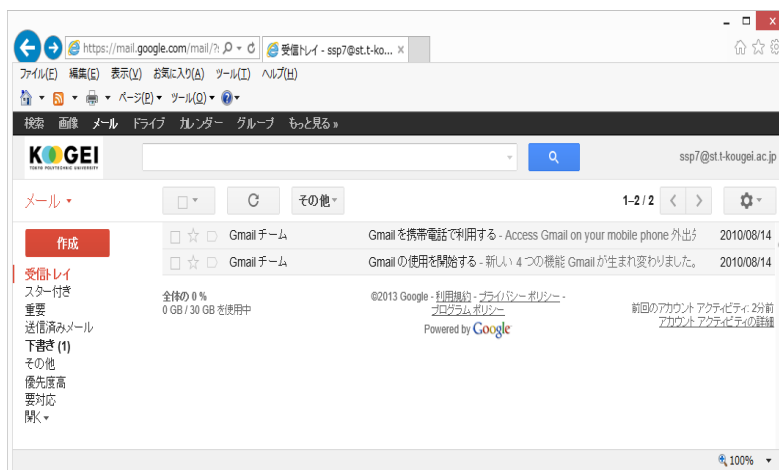 https://mail.google.com/mail/?:
受信トレイ - ssp7@st.t-ko... ×
ファイル(F) 編集(E) 表示(V) お気に入り(A) ツール(T) ヘルプ(H)
ページ(P) ツール(O)
検索 画像 メール ドライブ カレンダー グループ もっと見る »
KOGEI
TOKYO POLYTECHNIC UNIVERSITY
ssp7@st.t-kougei.ac.jp
メール
その他
1–2 / 2
作成
Gmail チーム Gmail を携帯電話で利用する - Access Gmail on your mobile phone 外出 2010/08/14
Gmail チーム Gmail の使用を開始する - 新しい 4 つの機能 Gmail が生まれ変わりました。 2010/08/14
受信トレイ
スター付き
重要
送信済みメール
下書き (1)
その他
優先度高
要対応
開く
全体の 0 %
0 GB / 30 GB を使用中
©2013 Google - 利用規約 - プライバシー ポリシー -
プログラム ポリシー
Powered by Google
前回のアカウント アクティビティ: 2分前
アカウント アクティビティの詳細
100%